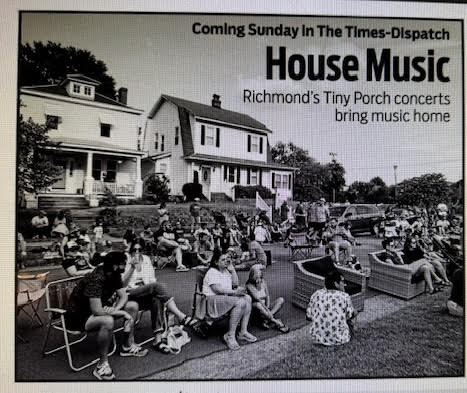 Coming Sunday in The Times-Dispatch
House Music
Richmond's Tiny Porch concerts
bring music home